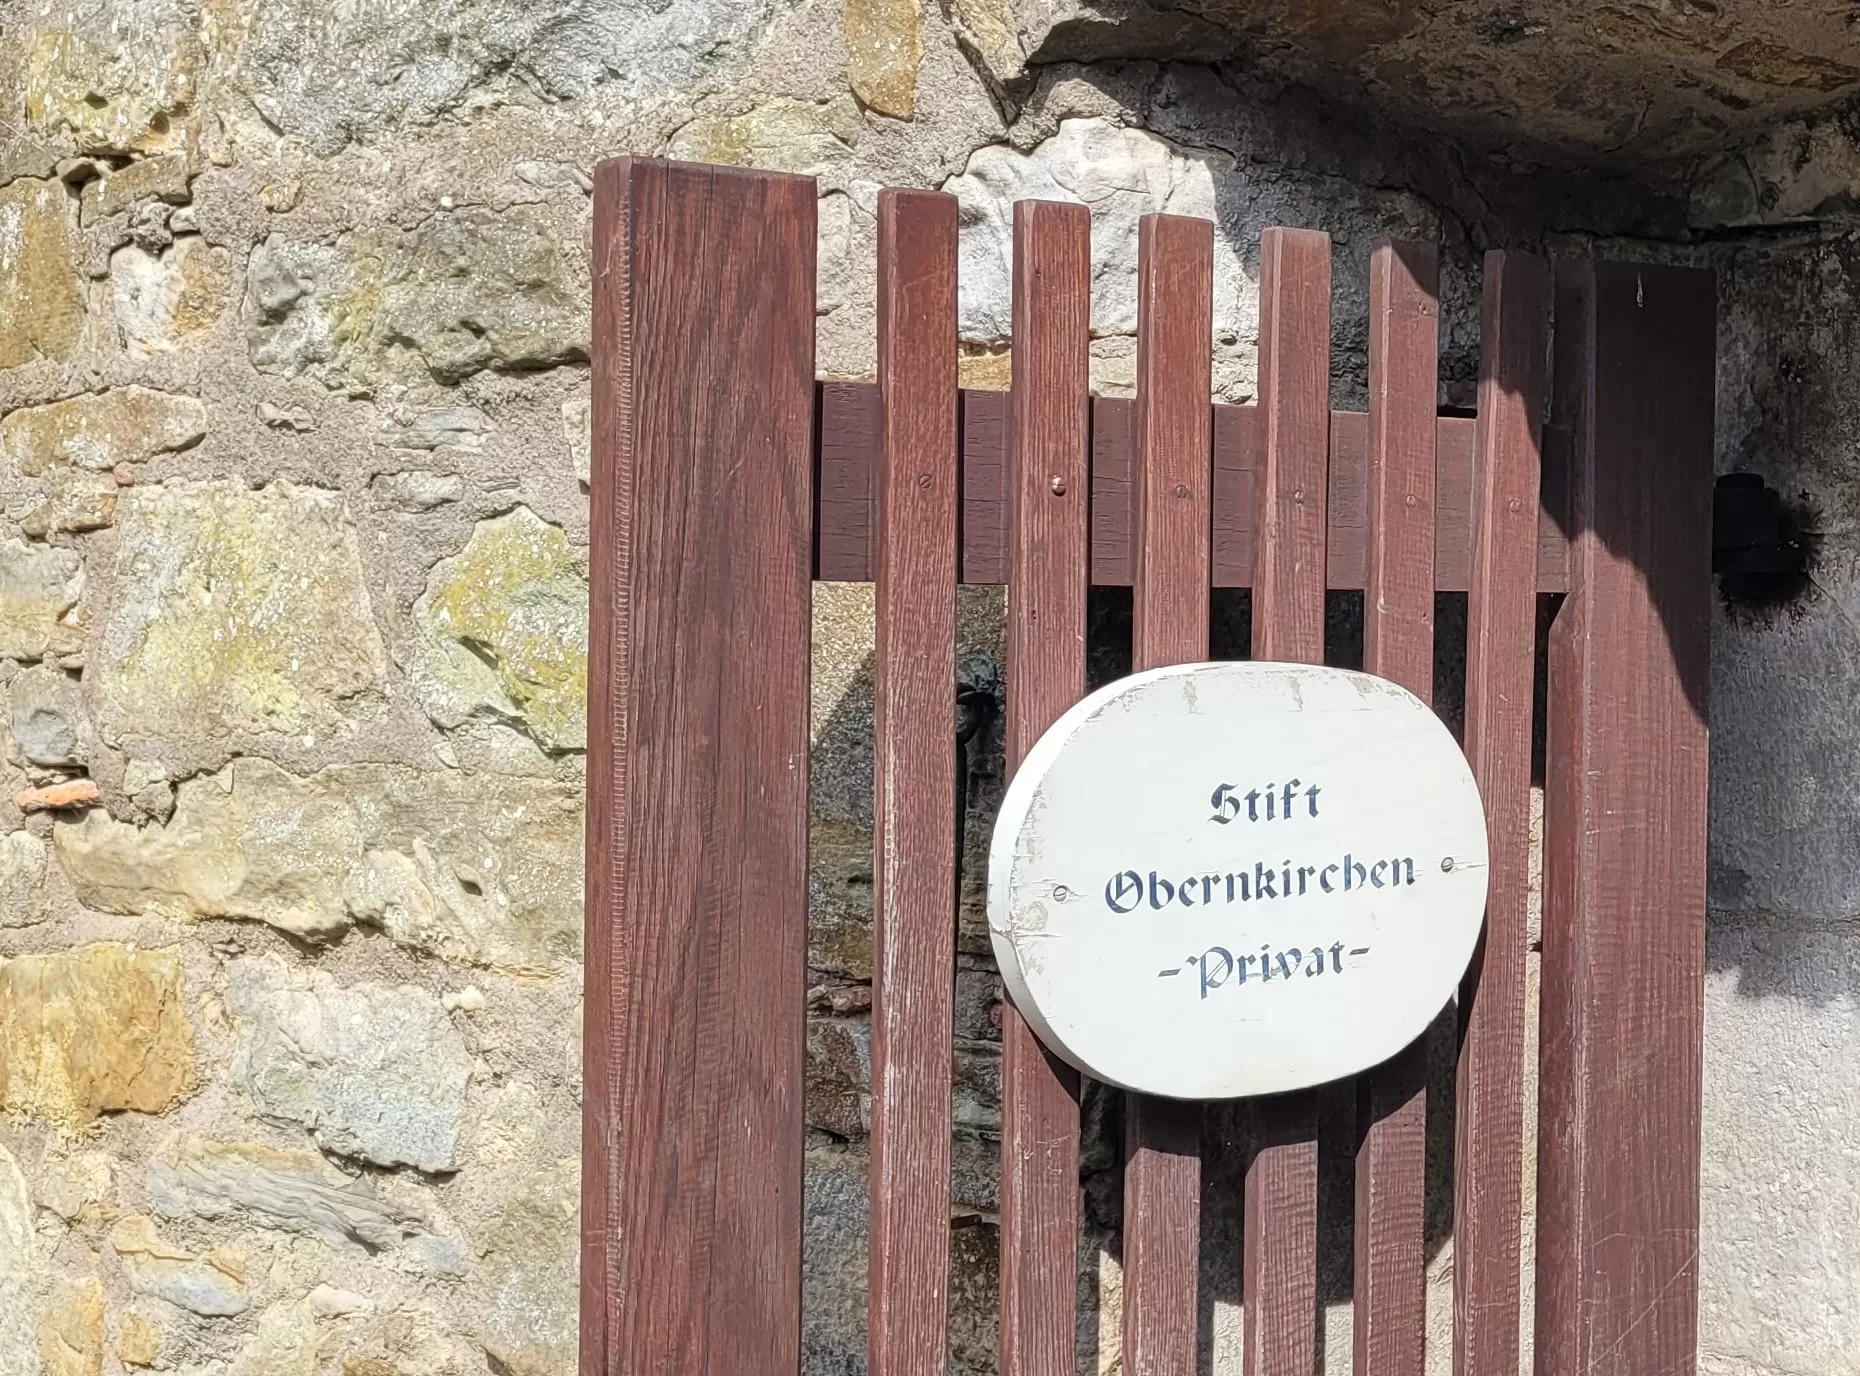 Stift
Obernkirchen
-Privat-